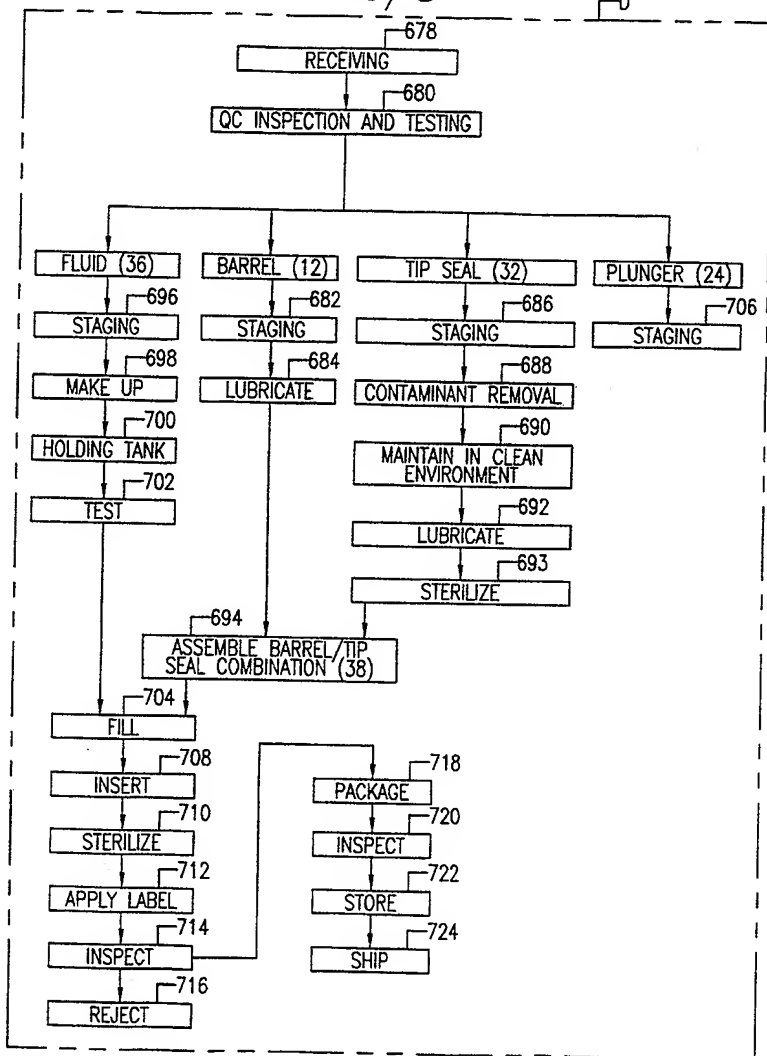 678
RECEIVING
680
QC INSPECTION AND TESTING
FLUID (36)
696
STAGING
698
MAKE UP
700
HOLDING TANK
702
TEST
BARREL (12)
682
STAGING
684
LUBRICATE
TIP SEAL (32)
686
STAGING
688
CONTAMINANT REMOVAL
690
MAINTAIN IN CLEAN
ENVIRONMENT
692
LUBRICATE
693
STERILIZE
PLUNGER (24)
706
STAGING
694
ASSEMBLE BARREL/TIP
SEAL COMBINATION (38)
704
FILL
708
INSERT
710
STERILIZE
712
APPLY LABEL
714
INSPECT
716
REJECT
718
PACKAGE
720
INSPECT
722
STORE
724
SHIP